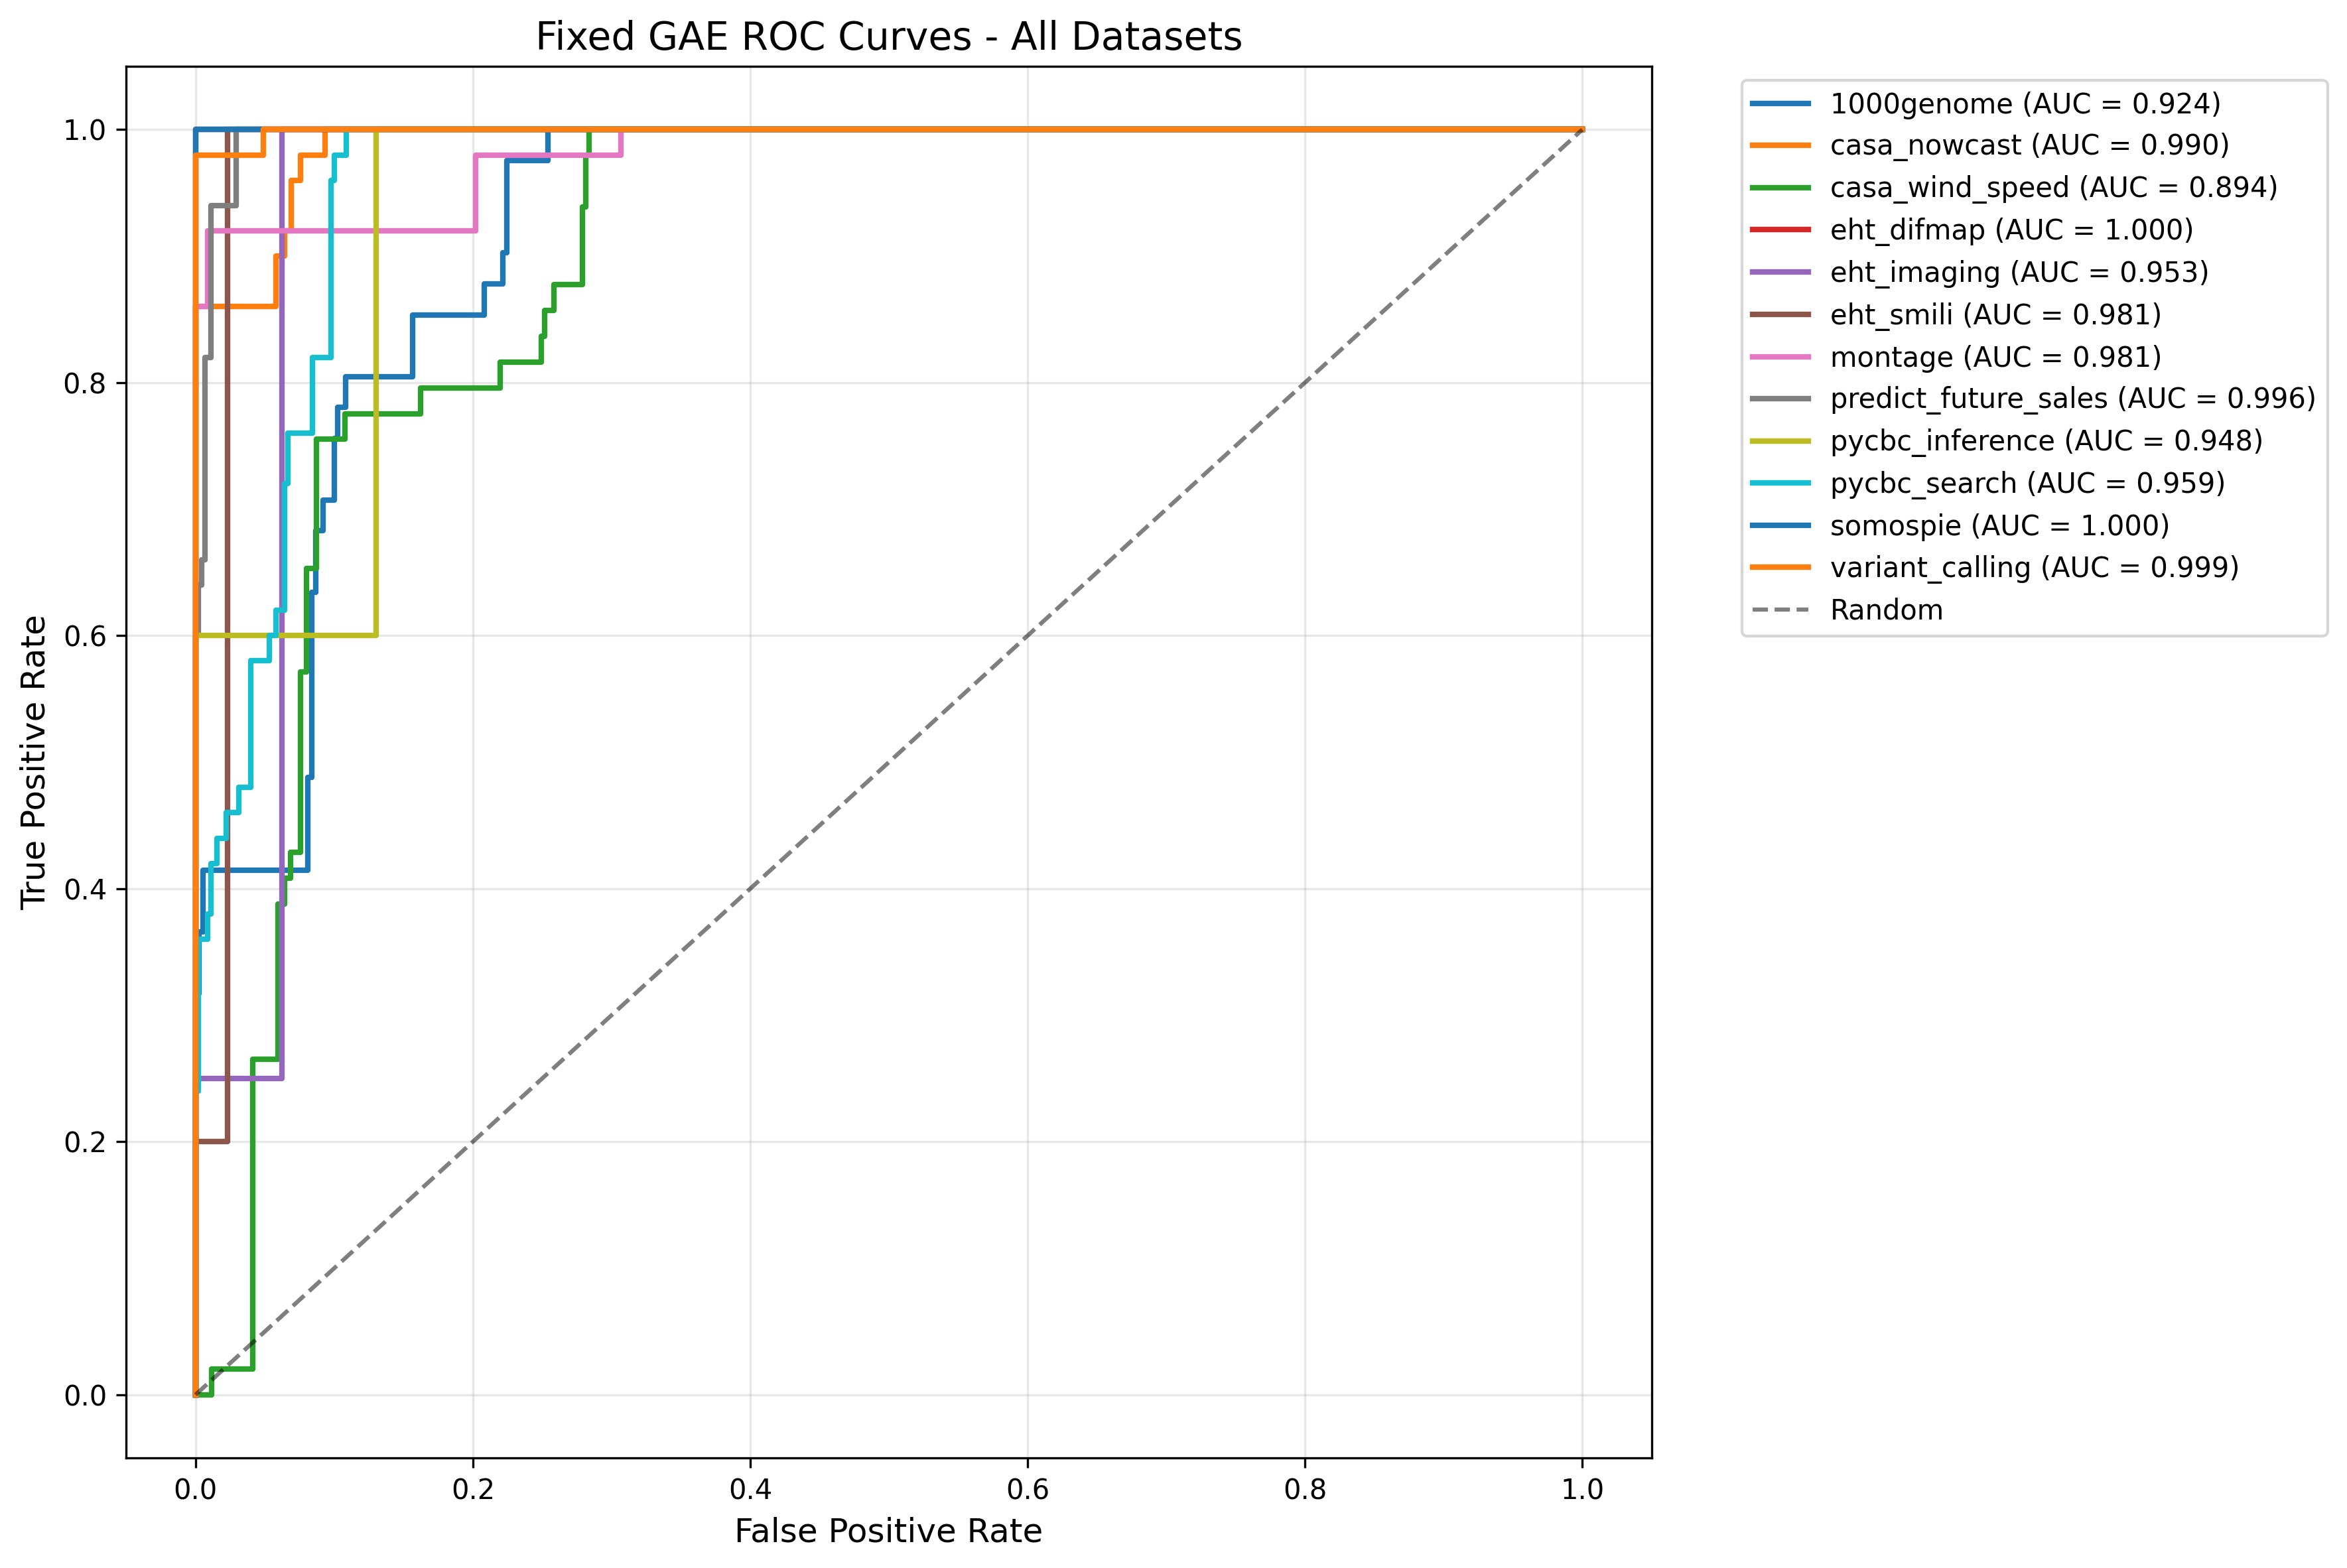 Fixed GAE ROC Curves - All Datasets
True Positive Rate
1.0
0.8
0.6
0.4
0.2
0.0
0.0 0.2 0.4 0.6 0.8 1.0
False Positive Rate
1000genome (AUC = 0.924)
casa_nowcast (AUC = 0.990)
casa_wind_speed (AUC = 0.894)
eht_difmap (AUC = 1.000)
eht_imaging (AUC = 0.953)
eht_smili (AUC = 0.981)
montage (AUC = 0.981)
predict_future_sales (AUC = 0.996)
pycbc_inference (AUC = 0.948)
pycbc_search (AUC = 0.959)
somospie (AUC = 1.000)
variant_calling (AUC = 0.999)
Random